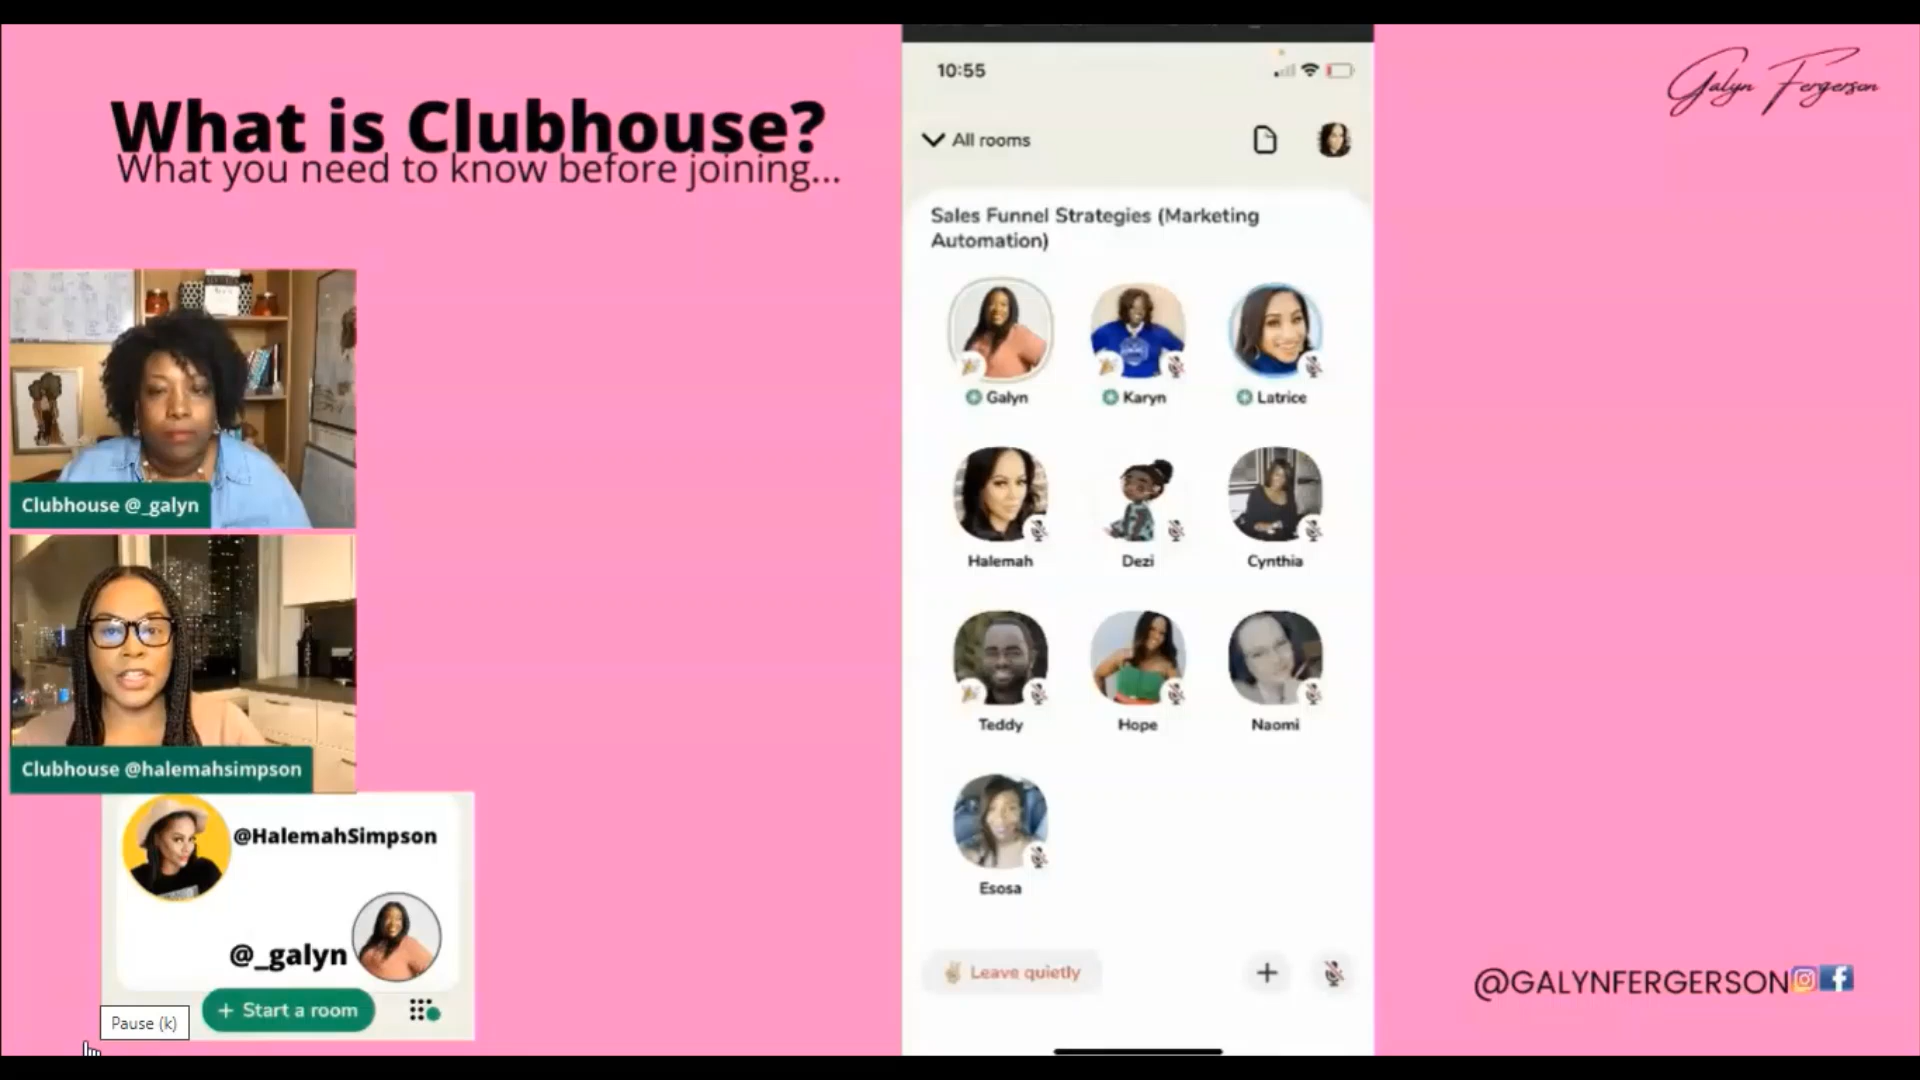 What is Clubhouse?
What you need to know before joining...
Galyn Fergerson
10:55
All rooms
Sales Funnel Strategies (Marketing
Automation)
Galyn
Karyn
Latrice
Halemah
Dezi
Cynthia
Teddy
Hope
Naomi
Esosa
Leave quietly
Clubhouse @_galyn
Clubhouse @halemahsimpson
@HalemahSimpson
@_galyn
+ Start a room
Pause (k)
@GALYNFERGERSON